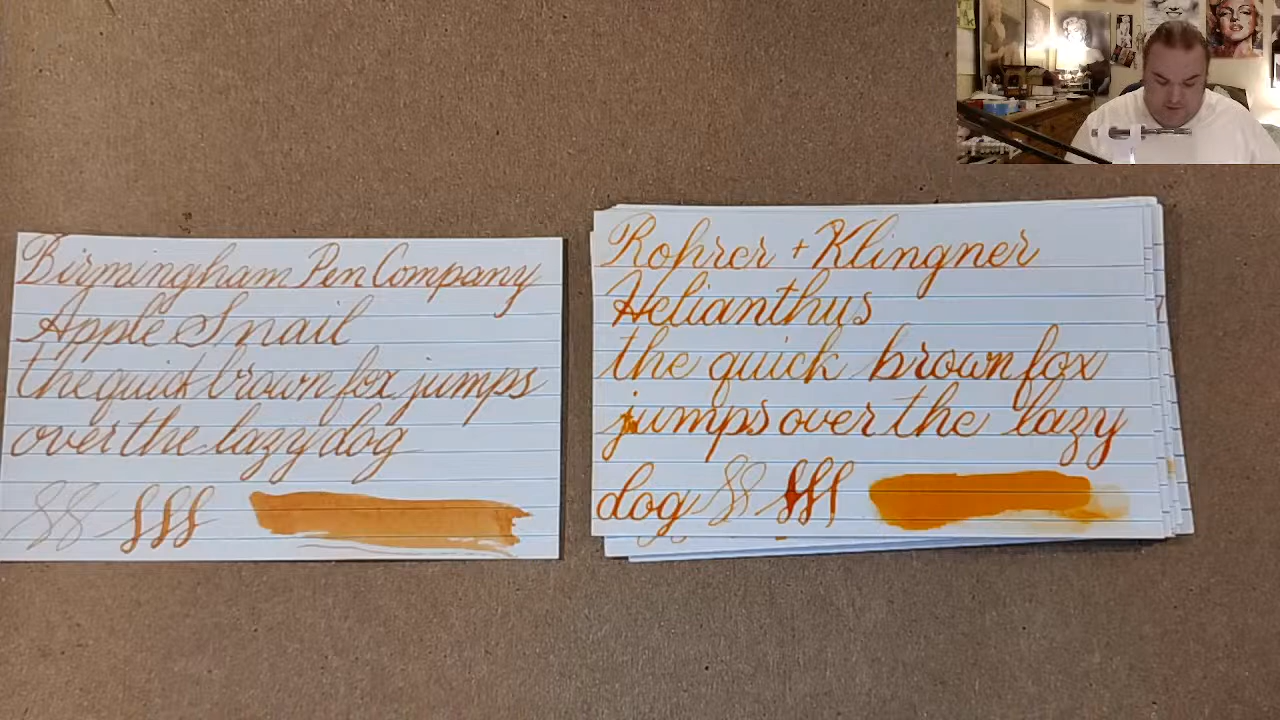 Birmingham Pen Company
Apple Snail
the quick brown fox jumps
over the lazy dog
Rohrer + Klingner
Helianthus
the quick brown fox
jumps over the lazy
dog